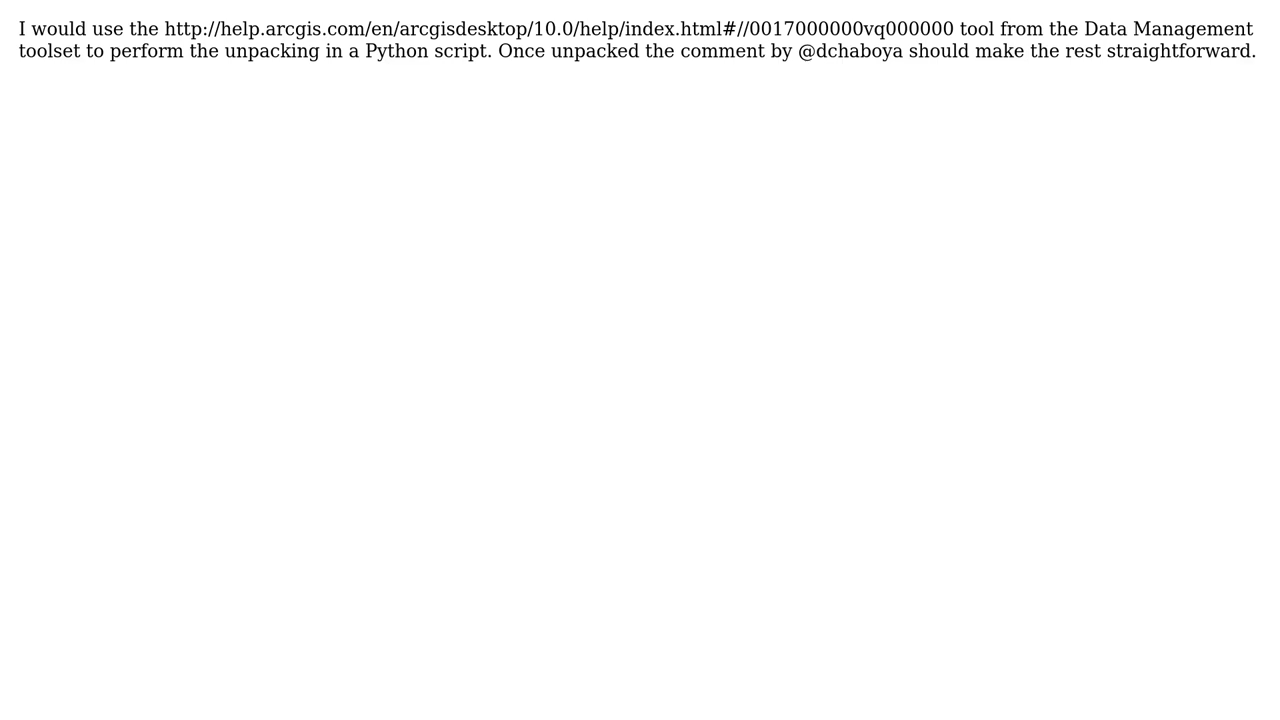 I would use the http://help.arcgis.com/en/arcgisdesktop/10.0/help/index.html#//0017000000vq000000 tool from the Data Management
toolset to perform the unpacking in a Python script. Once unpacked the comment by @dchaboya should make the rest straightforward.